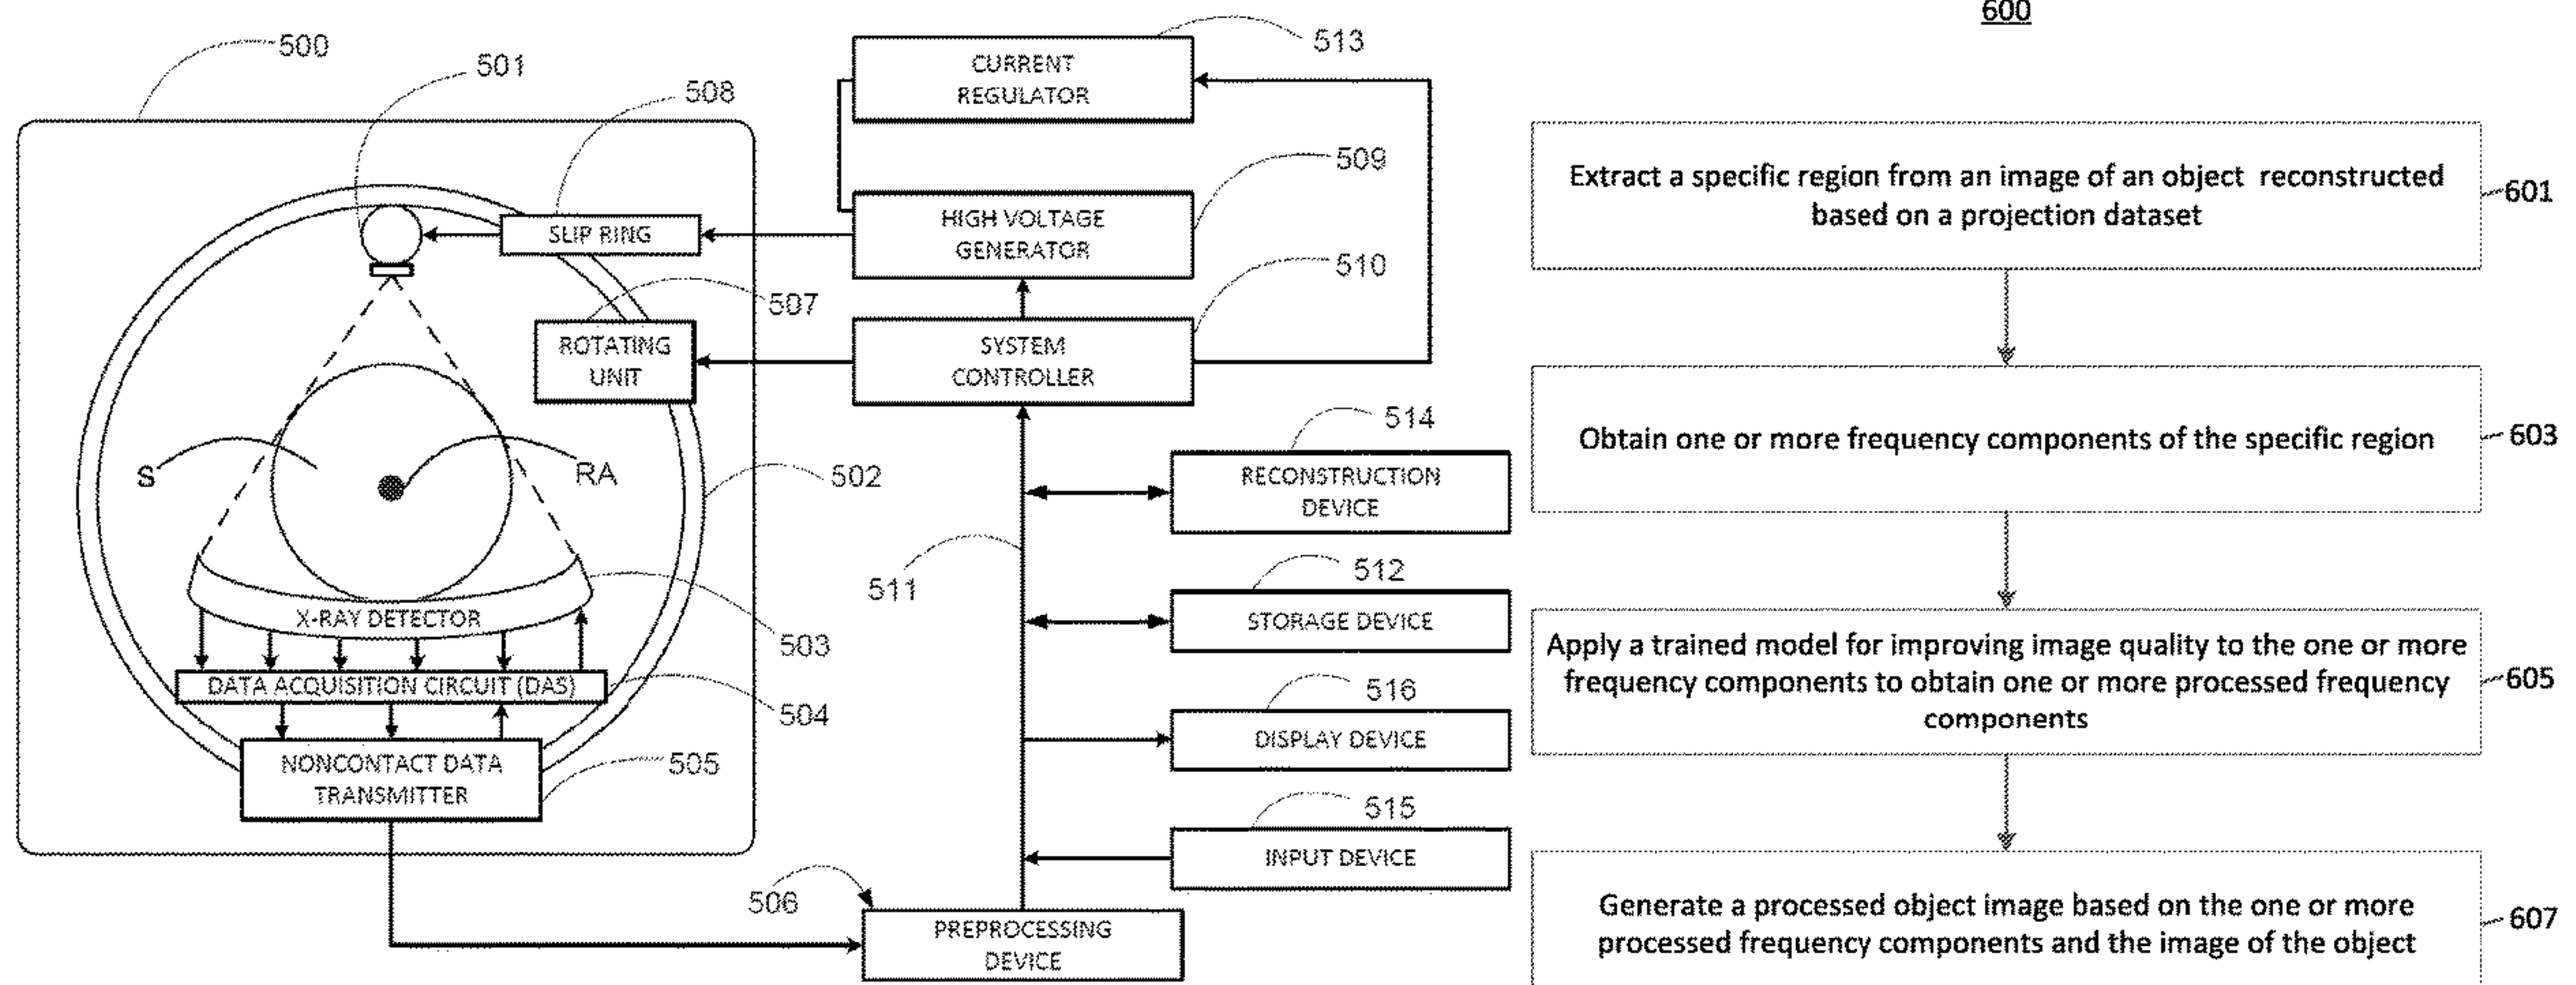 500
501
508
513
CURRENT
REGULATOR
509
HIGH VOLTAGE
GENERATOR
SLIP RING
510
507
ROTATING
UNIT
SYSTEM
CONTROLLER
514
RECONSTRUCTION
DEVICE
S
RA
502
511
512
STORAGE DEVICE
X-RAY DETECTOR
503
DATA ACQUISITION CIRCUIT (DAS)
504
516
DISPLAY DEVICE
NONCONTACT DATA
TRANSMITTER
505
515
INPUT DEVICE
506
PREPROCESSING
DEVICE
600
Extract a specific region from an image of an object reconstructed
based on a projection dataset
601
Obtain one or more frequency components of the specific region
603
Apply a trained model for improving image quality to the one or more
frequency components to obtain one or more processed frequency
components
605
Generate a processed object image based on the one or more
processed frequency components and the image of the object
607